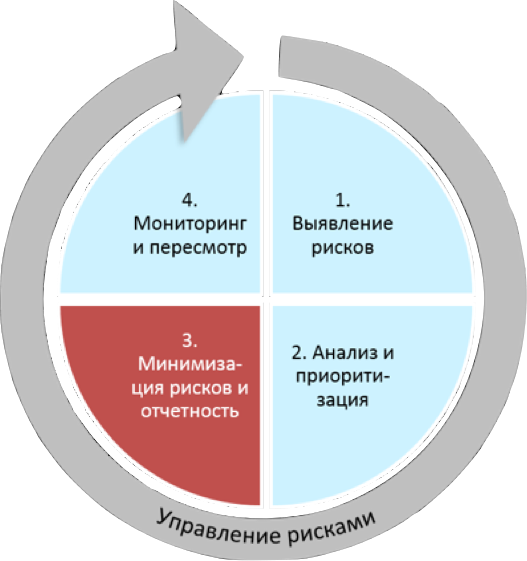 1.
Выявление
рисков
2. Анализ и
приорити-
зация
3.
Минимиза-
ция рисков и
отчетность
4.
Мониторинг
и пересмотр
Управление рисками